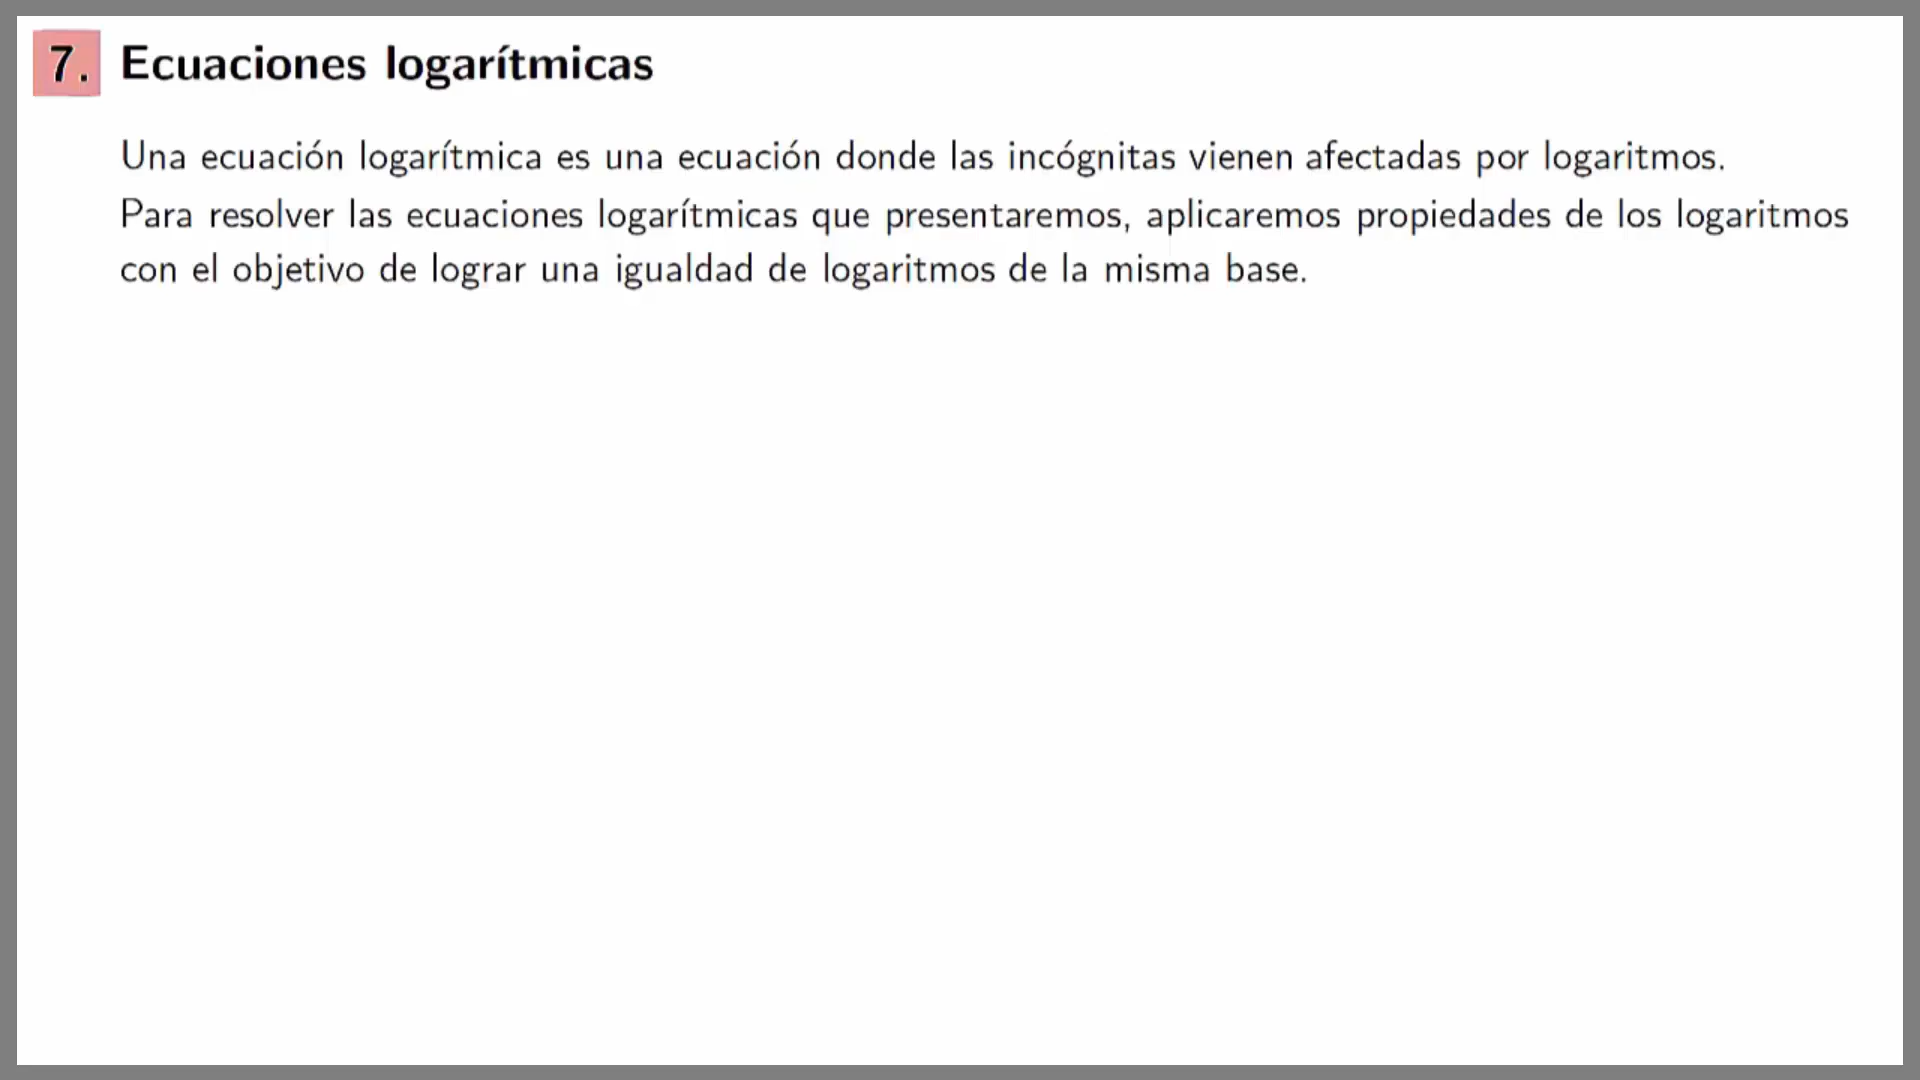 7. Ecuaciones logarítmicas
Una ecuación logarítmica es una ecuación donde las incógnitas vienen afectadas por logaritmos.
Para resolver las ecuaciones logarítmicas que presentaremos, aplicaremos propiedades de los logaritmos
con el objetivo de lograr una igualdad de logaritmos de la misma base.